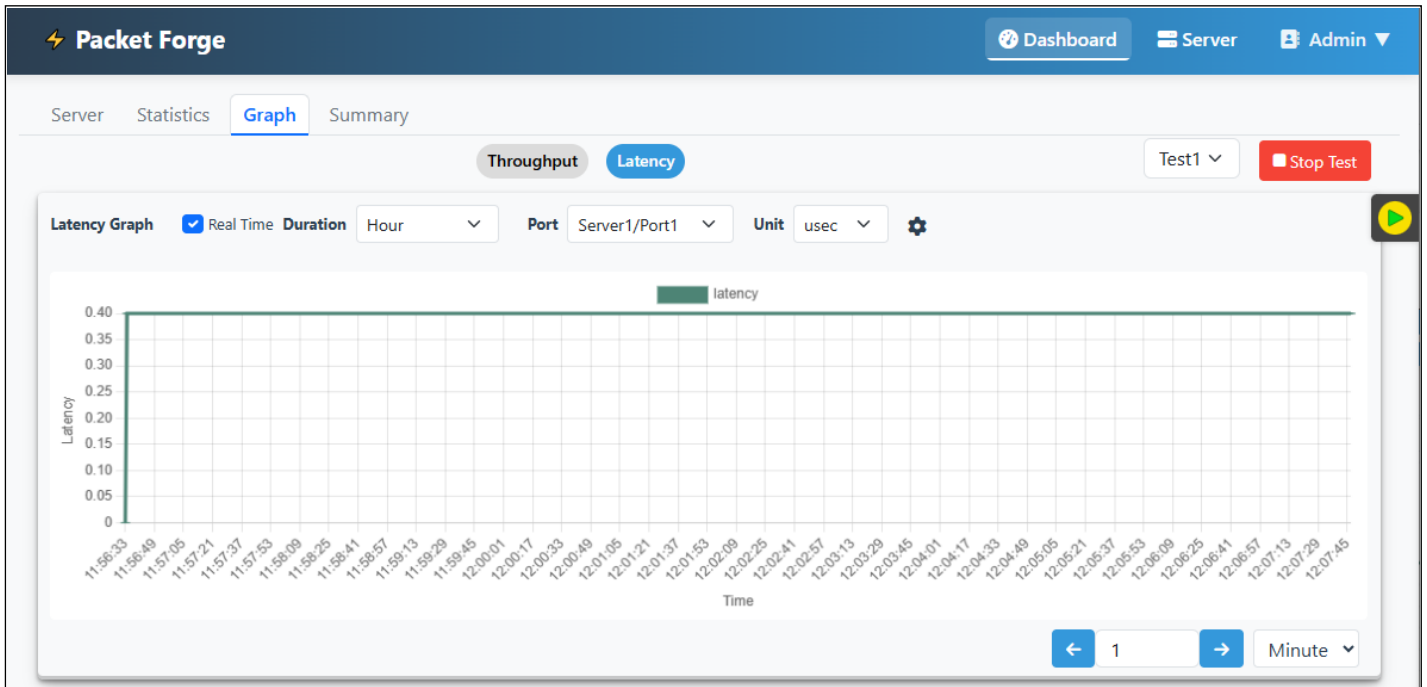 Packet Forge Dashboard Server Admin ▼
Server Statistics Graph Summary
Throughput Latency Test1 Stop Test
Latency Graph Real Time Duration Hour Port Server1/Port1 Unit usec
latency
0.40
0.35
0.30
0.25
0.20
0.15
0.10
0.05
0
Latency
11:56:33 11:56:49 11:57:05 11:57:21 11:57:37 11:57:53 11:58:09 11:58:25 11:58:41 11:58:57 11:59:13 11:59:29 11:59:45 12:00:01 12:00:17 12:00:33 12:00:49 12:01:05 12:01:21 12:01:37 12:01:53 12:02:09 12:02:25 12:02:41 12:02:57 12:03:13 12:03:29 12:03:45 12:04:01 12:04:17 12:04:33 12:04:49 12:05:05 12:05:21 12:05:37 12:05:53 12:06:09 12:06:25 12:06:41 12:06:57 12:07:13 12:07:29 12:07:45
Time
1 Minute